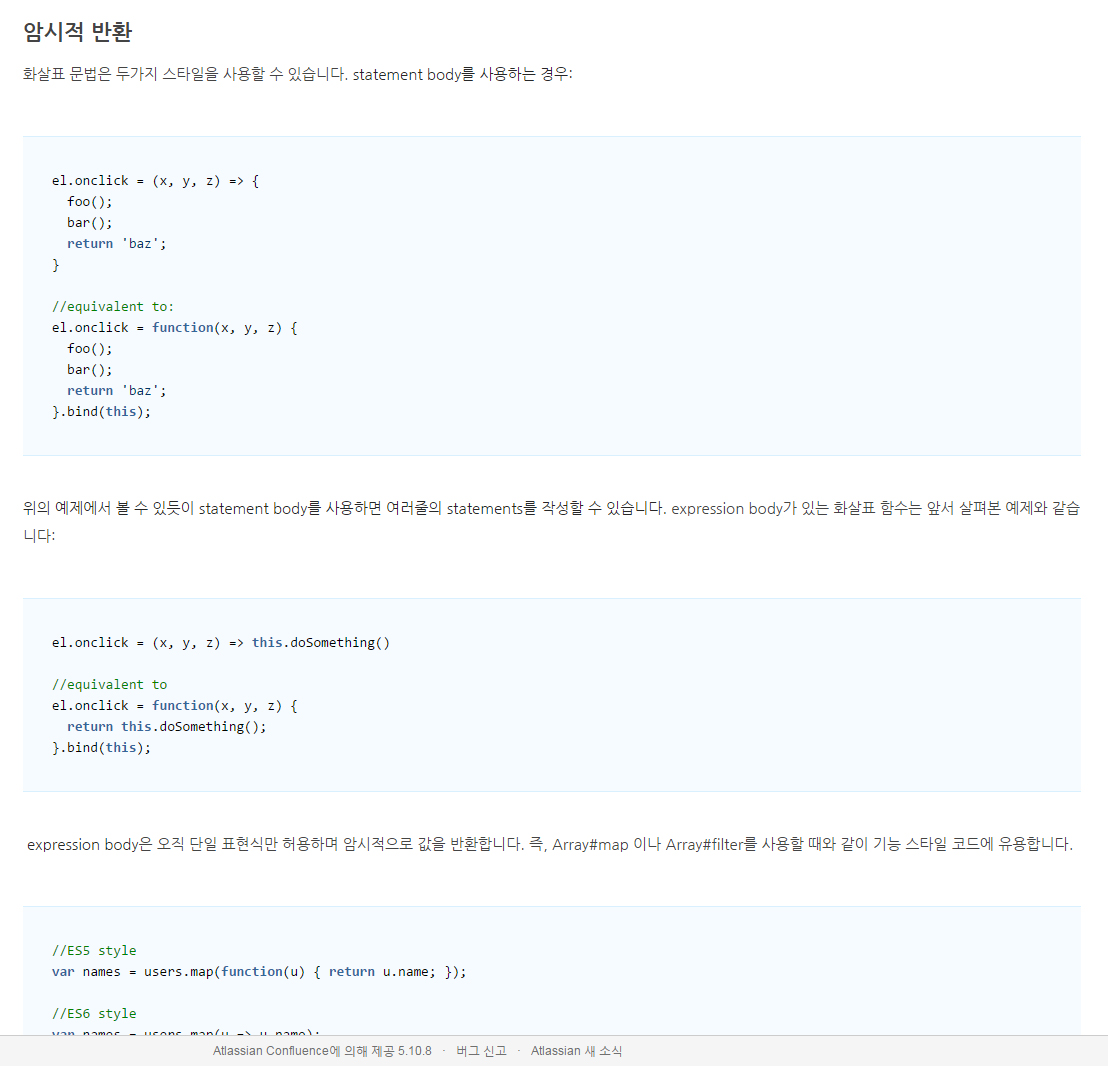 암시적 반환
화살표 문법은 두가지 스타일을 사용할 수 있습니다. statement body를 사용하는 경우:
el.onclick = (x, y, z) => {
  foo();
  bar();
  return 'baz';
}
//equivalent to:
el.onclick = function(x, y, z) {
  foo();
  bar();
  return 'baz';
}.bind(this);
위의 예제에서 볼 수 있듯이 statement body를 사용하면 여러줄의 statements를 작성할 수 있습니다. expression body가 있는 화살표 함수는 앞서 살펴본 예제와 같습
니다:
el.onclick = (x, y, z) => this.doSomething()
//equivalent to
el.onclick = function(x, y, z) {
  return this.doSomething();
}.bind(this);
expression body은 오직 단일 표현식만 허용하며 암시적으로 값을 반환합니다. 즉, Array#map 이나 Array#filter를 사용할 때와 같이 기능 스타일 코드에 유용합니다.
//ES5 style
var names = users.map(function(u) { return u.name; });
//ES6 style
var names = users.map(u => u.name);
Atlassian Confluence에 의해 제공 5.10.8 · 버그 신고 · Atlassian 새 소식